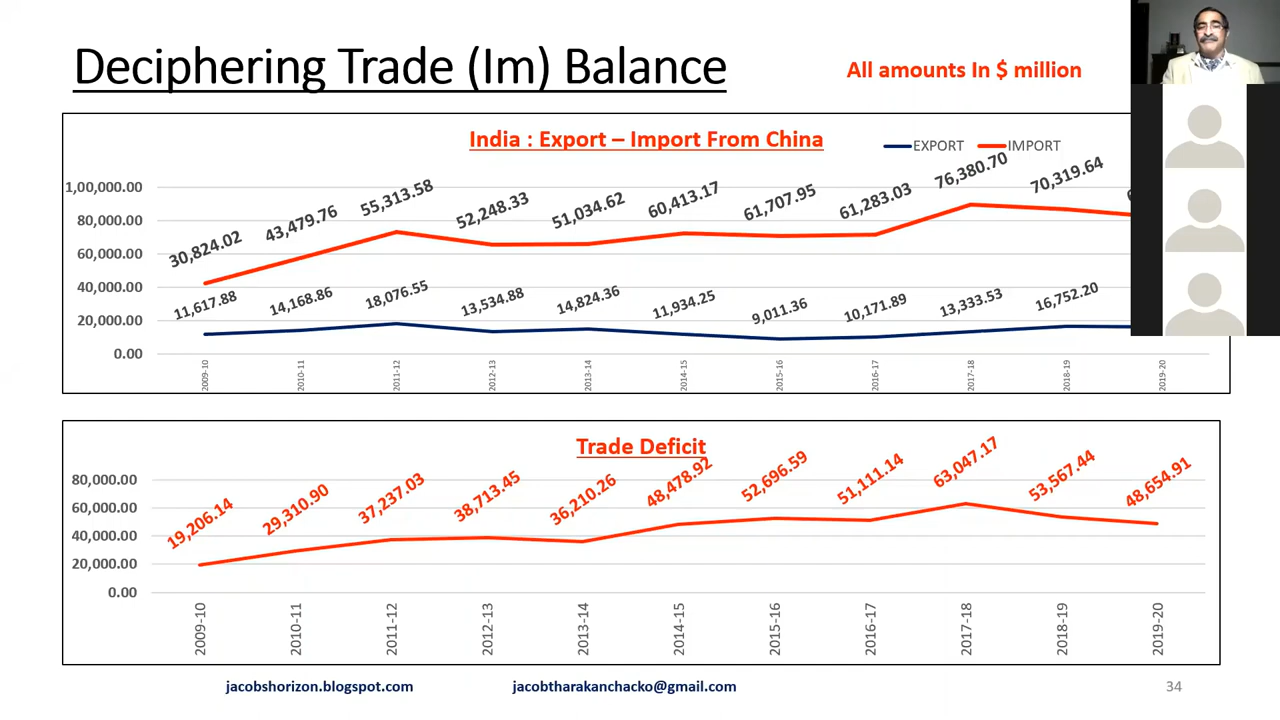 Deciphering Trade (Im) Balance
All amounts In $ million
India : Export – Import From China
EXPORT IMPORT
1,00,000.00
80,000.00
60,000.00
40,000.00
20,000.00
0.00
30,824.02 43,479.76 55,313.58 52,248.33 51,034.62 60,413.17 61,707.95 61,283.03 76,380.70 70,319.64
11,617.88 14,168.86 18,076.55 13,534.88 14,824.36 11,934.25 9,011.36 10,171.89 13,333.53 16,752.20
2009-10 2010-11 2011-12 2012-13 2013-14 2014-15 2015-16 2016-17 2017-18 2018-19 2019-20
Trade Deficit
80,000.00
60,000.00
40,000.00
20,000.00
0.00
19,206.14 29,310.90 37,237.03 38,713.45 36,210.26 48,478.92 52,696.59 51,111.14 63,047.17 53,567.44 48,654.91
2009-10 2010-11 2011-12 2012-13 2013-14 2014-15 2015-16 2016-17 2017-18 2018-19 2019-20
jacobshorizon.blogspot.com jacobtharakanchacko@gmail.com 34